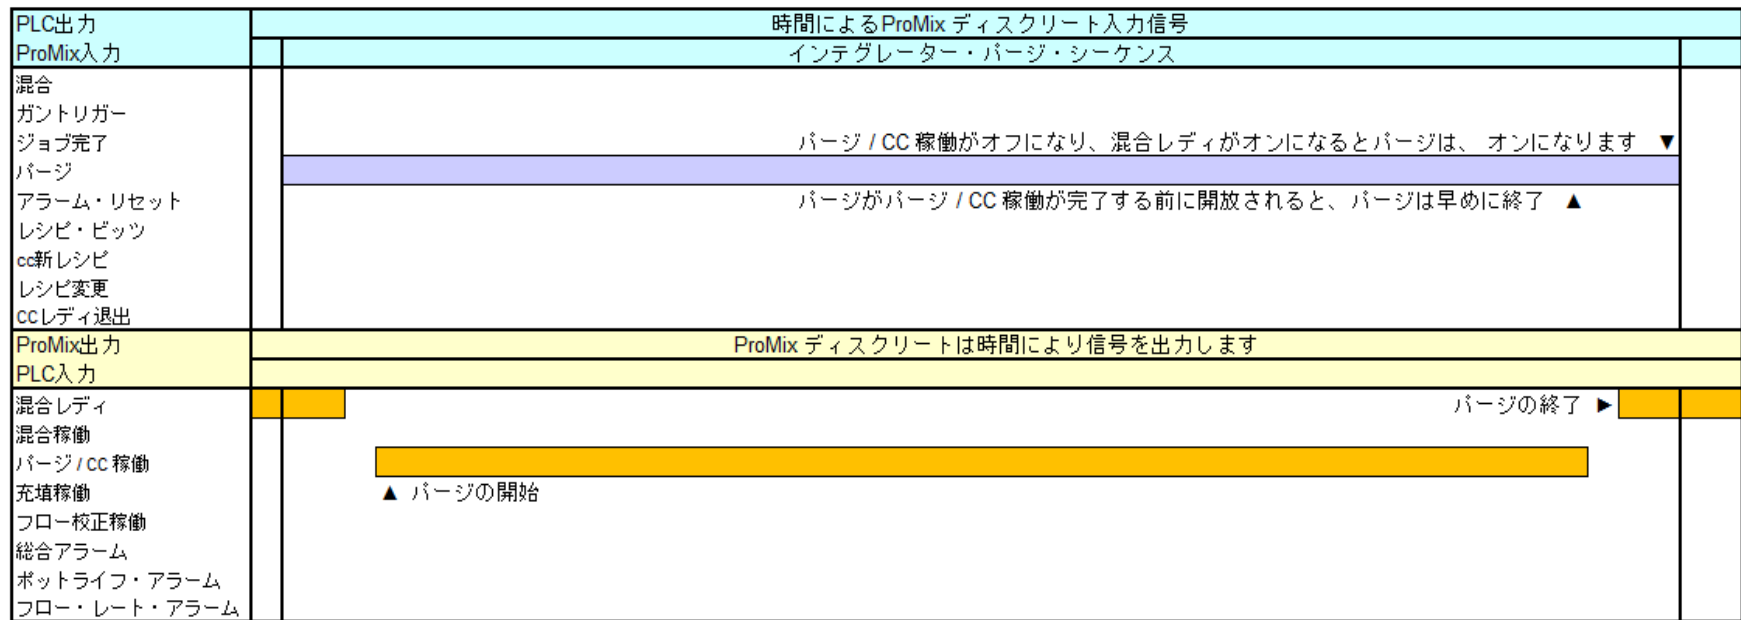 PLC出力
時間によるProMix ディスクリート入力信号
ProMix入力
インテグレーター・パージ・シーケンス
混合
ガントリガー
ジョブ完了
パージ / CC 稼働がオフになり、混合レディがオンになるとパージは、 オンになります ▼
パージ
アラーム・リセット
パージがパージ / CC 稼働が完了する前に開放されると、パージは早めに終了 ▲
レシピ・ビッツ
cc新レシピ
レシピ変更
CCレディ退出
ProMix出力
ProMix ディスクリートは時間により信号を出力します
PLC入力
混合レディ
パージの終了 ►
混合稼働
パージ / CC 稼働
充填稼働
▲ パージの開始
フロー校正稼働
総合アラーム
ポットライフ・アラーム
フロー・レート・アラーム